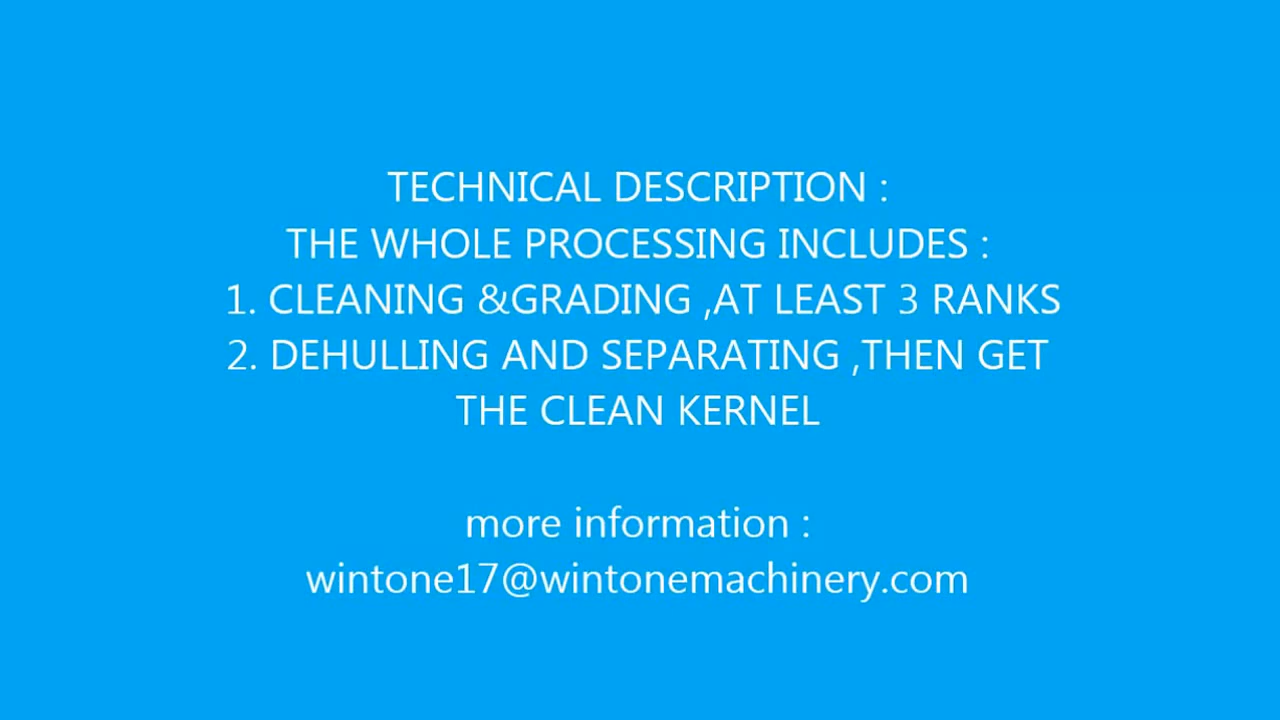 TECHNICAL DESCRIPTION :
THE WHOLE PROCESSING INCLUDES :
1. CLEANING &GRADING ,AT LEAST 3 RANKS
2. DEHULLING AND SEPARATING ,THEN GET
THE CLEAN KERNEL
more information :
wintone17@wintonemachinery.com